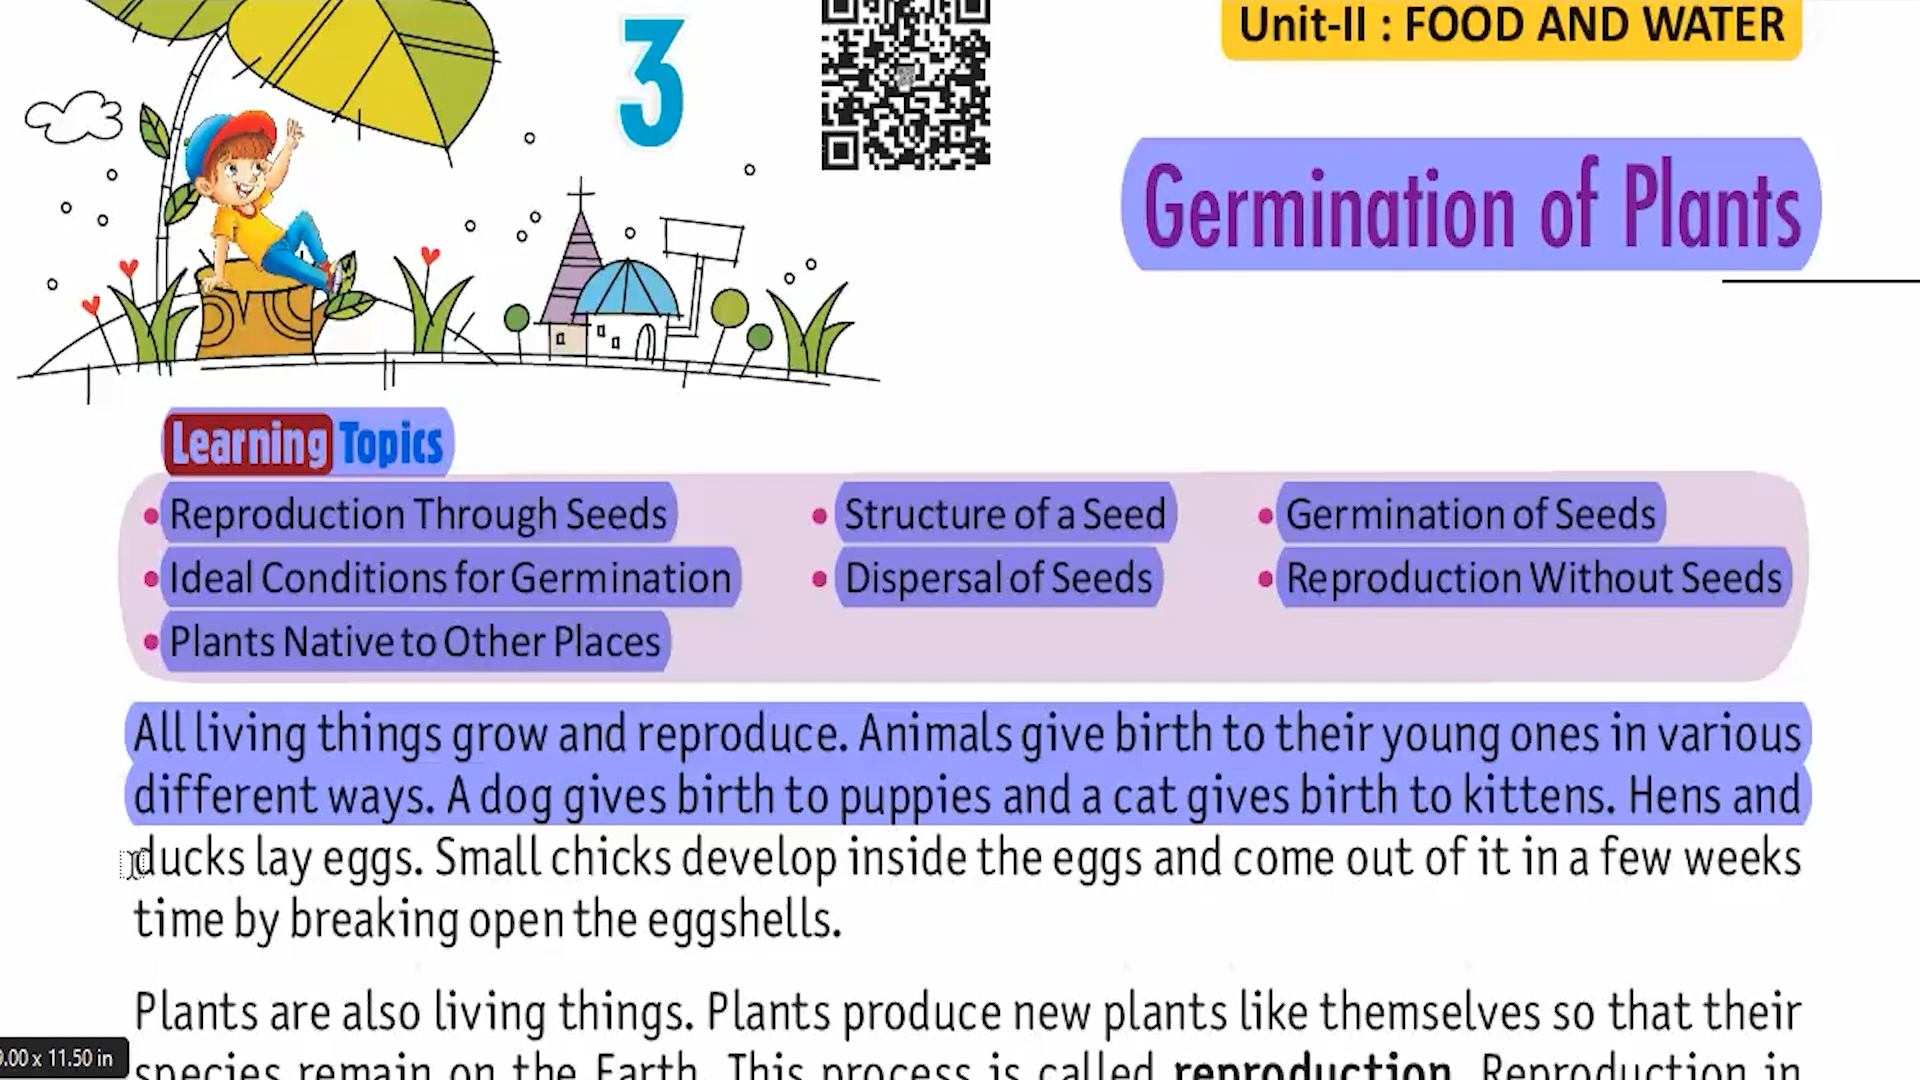 3
Unit-II : FOOD AND WATER
Germination of Plants
Learning Topics
• Reproduction Through Seeds
• Structure of a Seed
• Germination of Seeds
• Ideal Conditions for Germination
• Dispersal of Seeds
• Reproduction Without Seeds
• Plants Native to Other Places
All living things grow and reproduce. Animals give birth to their young ones in various
different ways. A dog gives birth to puppies and a cat gives birth to kittens. Hens and
ducks lay eggs. Small chicks develop inside the eggs and come out of it in a few weeks
time by breaking open the eggshells.
Plants are also living things. Plants produce new plants like themselves so that their
species remain on the Earth. This process is called reproduction. Reproduction in
9.00 x 11.50 in